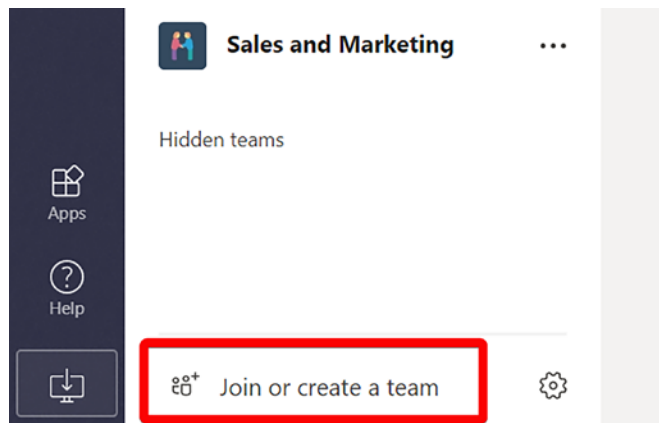 Sales and Marketing
Hidden teams
Apps
Help
Join or create a team